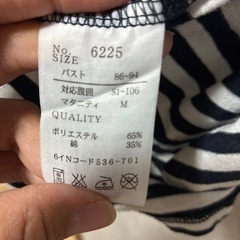 No. 6225
SIZE
バスト 86-94
対応腹囲 81-106
マタニティ M
QUALITY
ポリエステル 65%
綿 35%
6インコード536-701